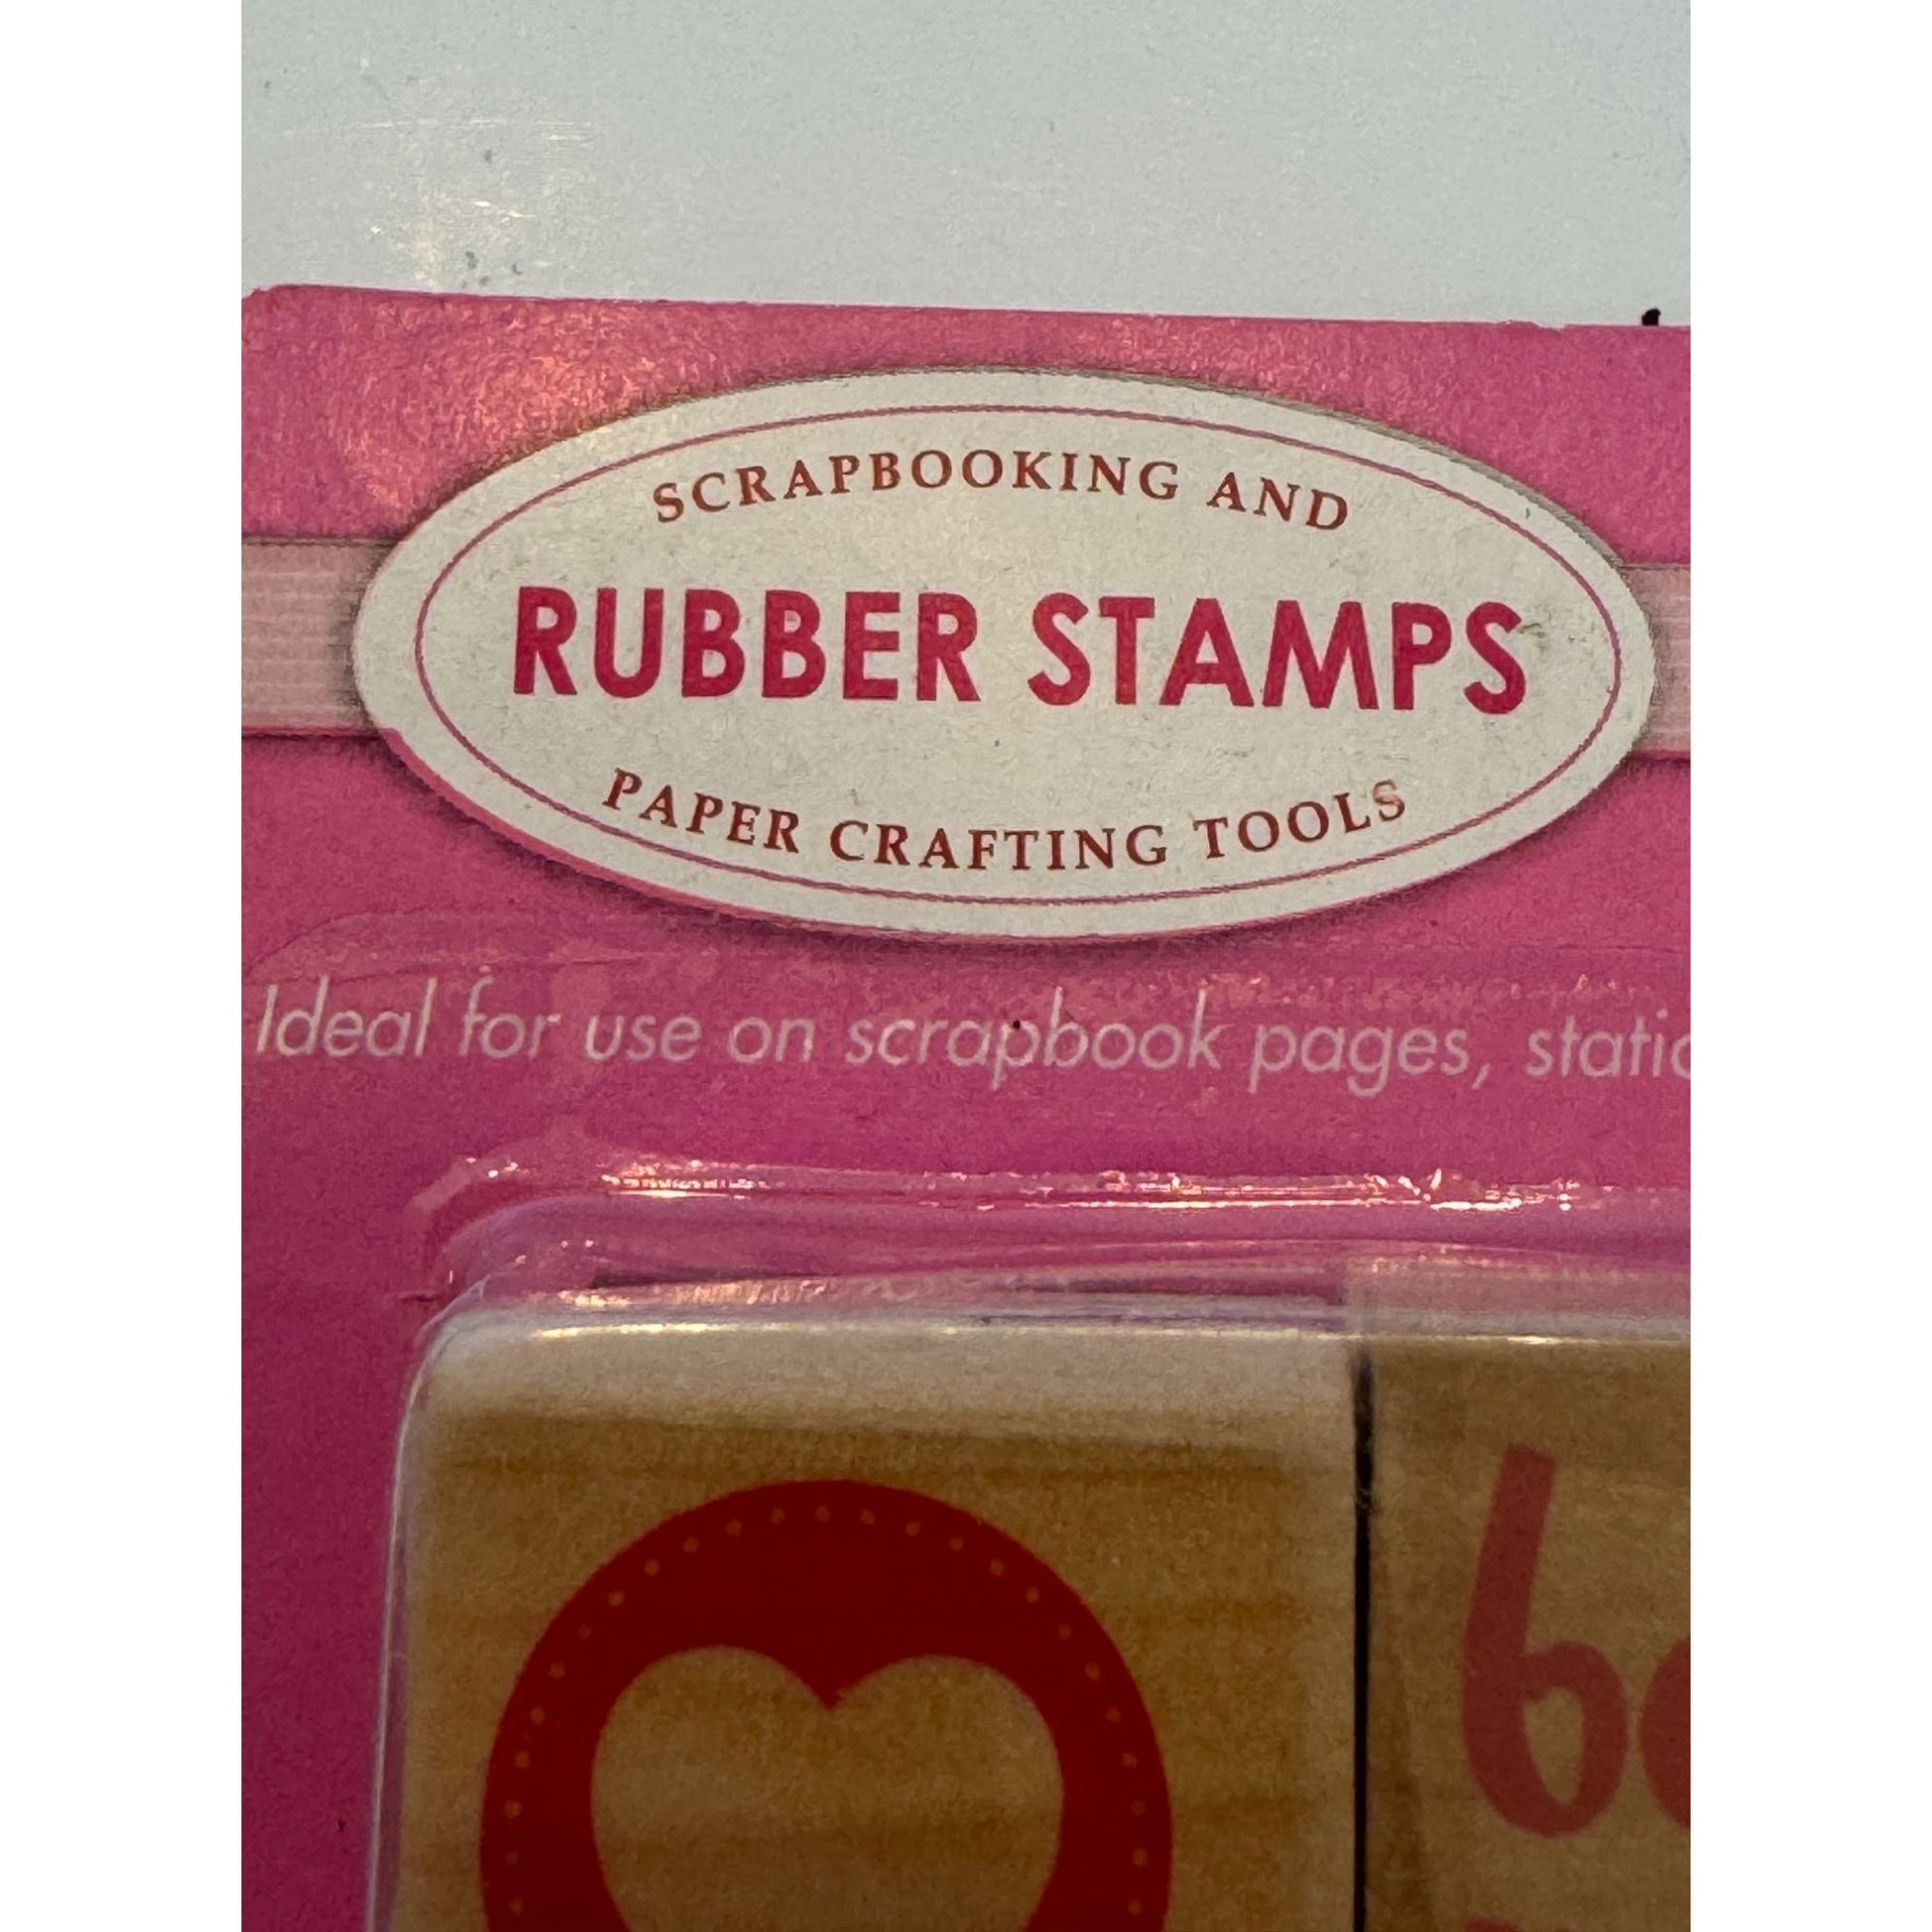 SCRAPBOOKING AND
RUBBER STAMPS
PAPER CRAFTING TOOLS
Ideal for use on scrapbook pages,